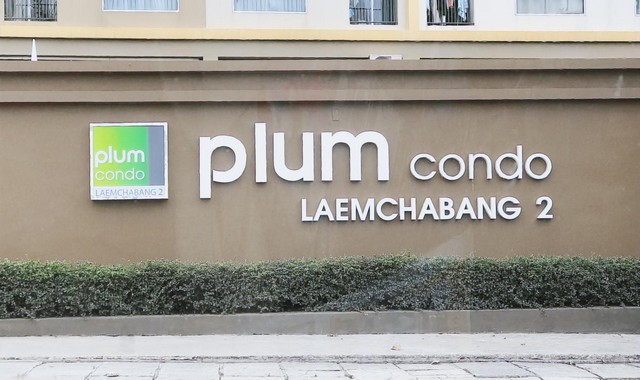 plum
condo
LAEMCHABANG 2
plum condo
LAEMCHABANG 2